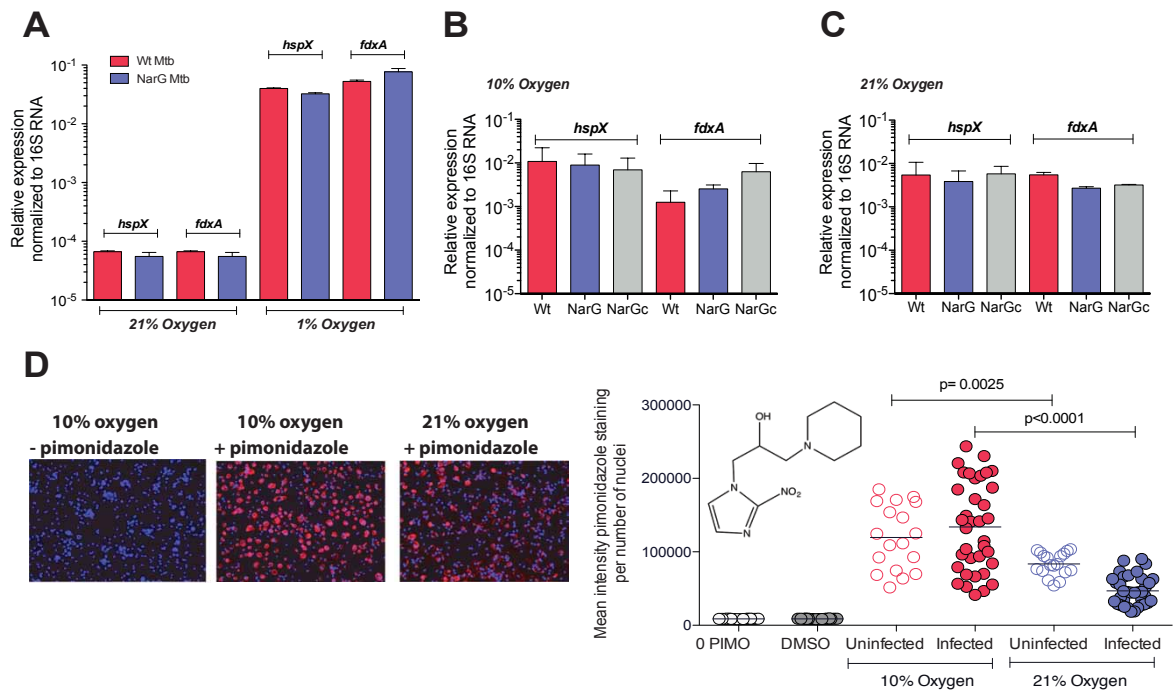 A
Relative expression
normalized to 16S RNA
10-1
10-2
10-3
10-4
10-5
Wt Mtb
NarG Mtb
hspX
fdxA
hspX
fdxA
21% Oxygen
1% Oxygen
B
10% Oxygen
Relative expression
normalized to 16S RNA
10-1
10-2
10-3
10-4
10-5
hspX
fdxA
Wt NarG NarGc Wt NarG NarGc
C
21% Oxygen
Relative expression
normalized to 16S RNA
10-1
10-2
10-3
10-4
10-5
hspX
fdxA
Wt NarG NarGc Wt NarG NarGc
D
10% oxygen
- pimonidazole
10% oxygen
+ pimonidazole
21% oxygen
+ pimonidazole
Mean intensity pimonidazole staining
per number of nuclei
300000
200000
100000
0
OH
N
N
NO2
N
p= 0.0025
p<0.0001
0 PIMO
DMSO
Uninfected
Infected
Uninfected
Infected
10% Oxygen
21% Oxygen